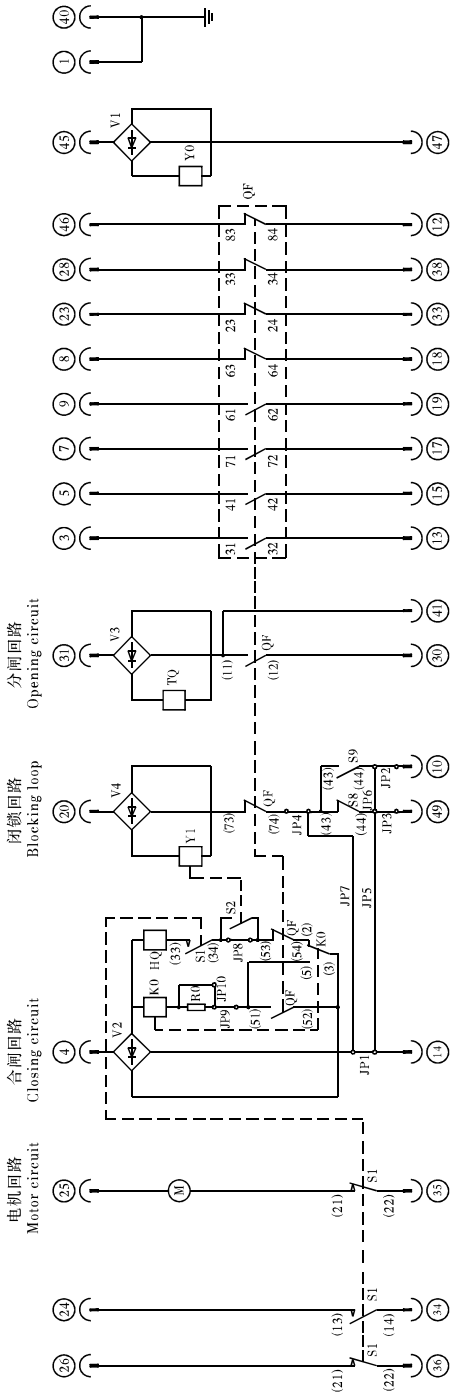 40
1
45
V1
Y0
47
QF
46
83
84
12
28
33
34
38
23
23
24
33
8
63
64
18
9
61
62
19
7
71
72
17
5
41
42
15
3
31
32
13
分闸回路
Opening circuit
31
V3
TQ
(11)
QF
(12)
41
30
闭锁回路
Blocking loop
20
V4
Y1
(73)
QF
(74)
JP4
(43)
S9
(44)
JP2
10
(43)
S8
(44)
JP6
JP3
49
JP7
JP5
合闸回路
Closing circuit
4
V2
HQ
K0
(33)
S1
(34)
S2
JP8
(53)
QF
(54)
(2)
K0
(3)
(5)
R0
JP10
JP9
(51)
QF
(52)
JP1
14
电机回路
Motor circuit
25
M
(21)
S1
(22)
35
24
(13)
S1
(14)
34
26
(21)
S1
(22)
36